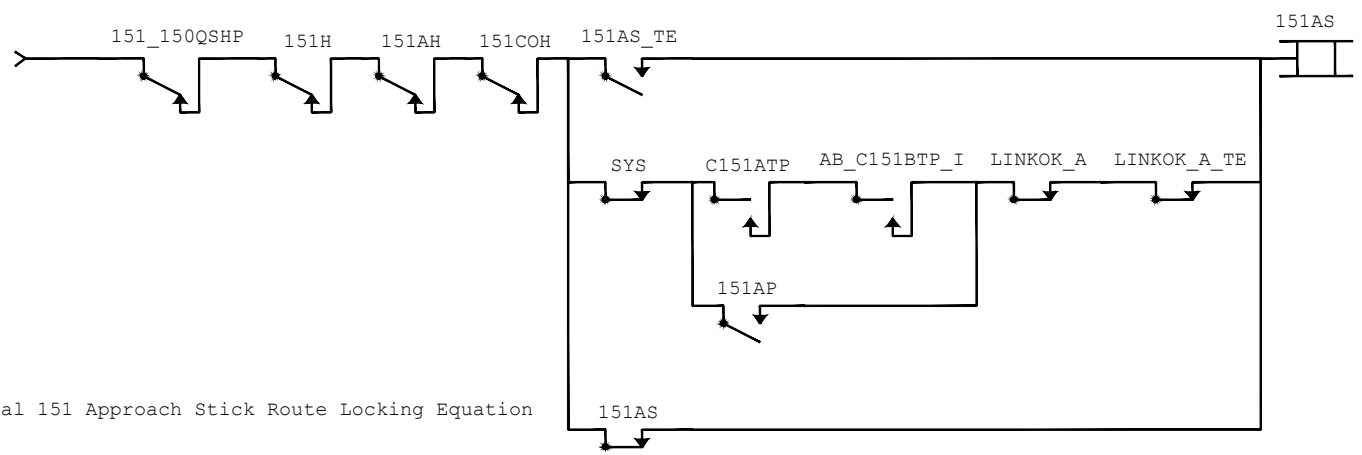 151AS
151_150QSHP 151H 151AH 151COH 151AS_TE
SYS C151ATP AB_C151BTP_I LINKOK_A LINKOK_A_TE
151AP
al 151 Approach Stick Route Locking Equation
151AS